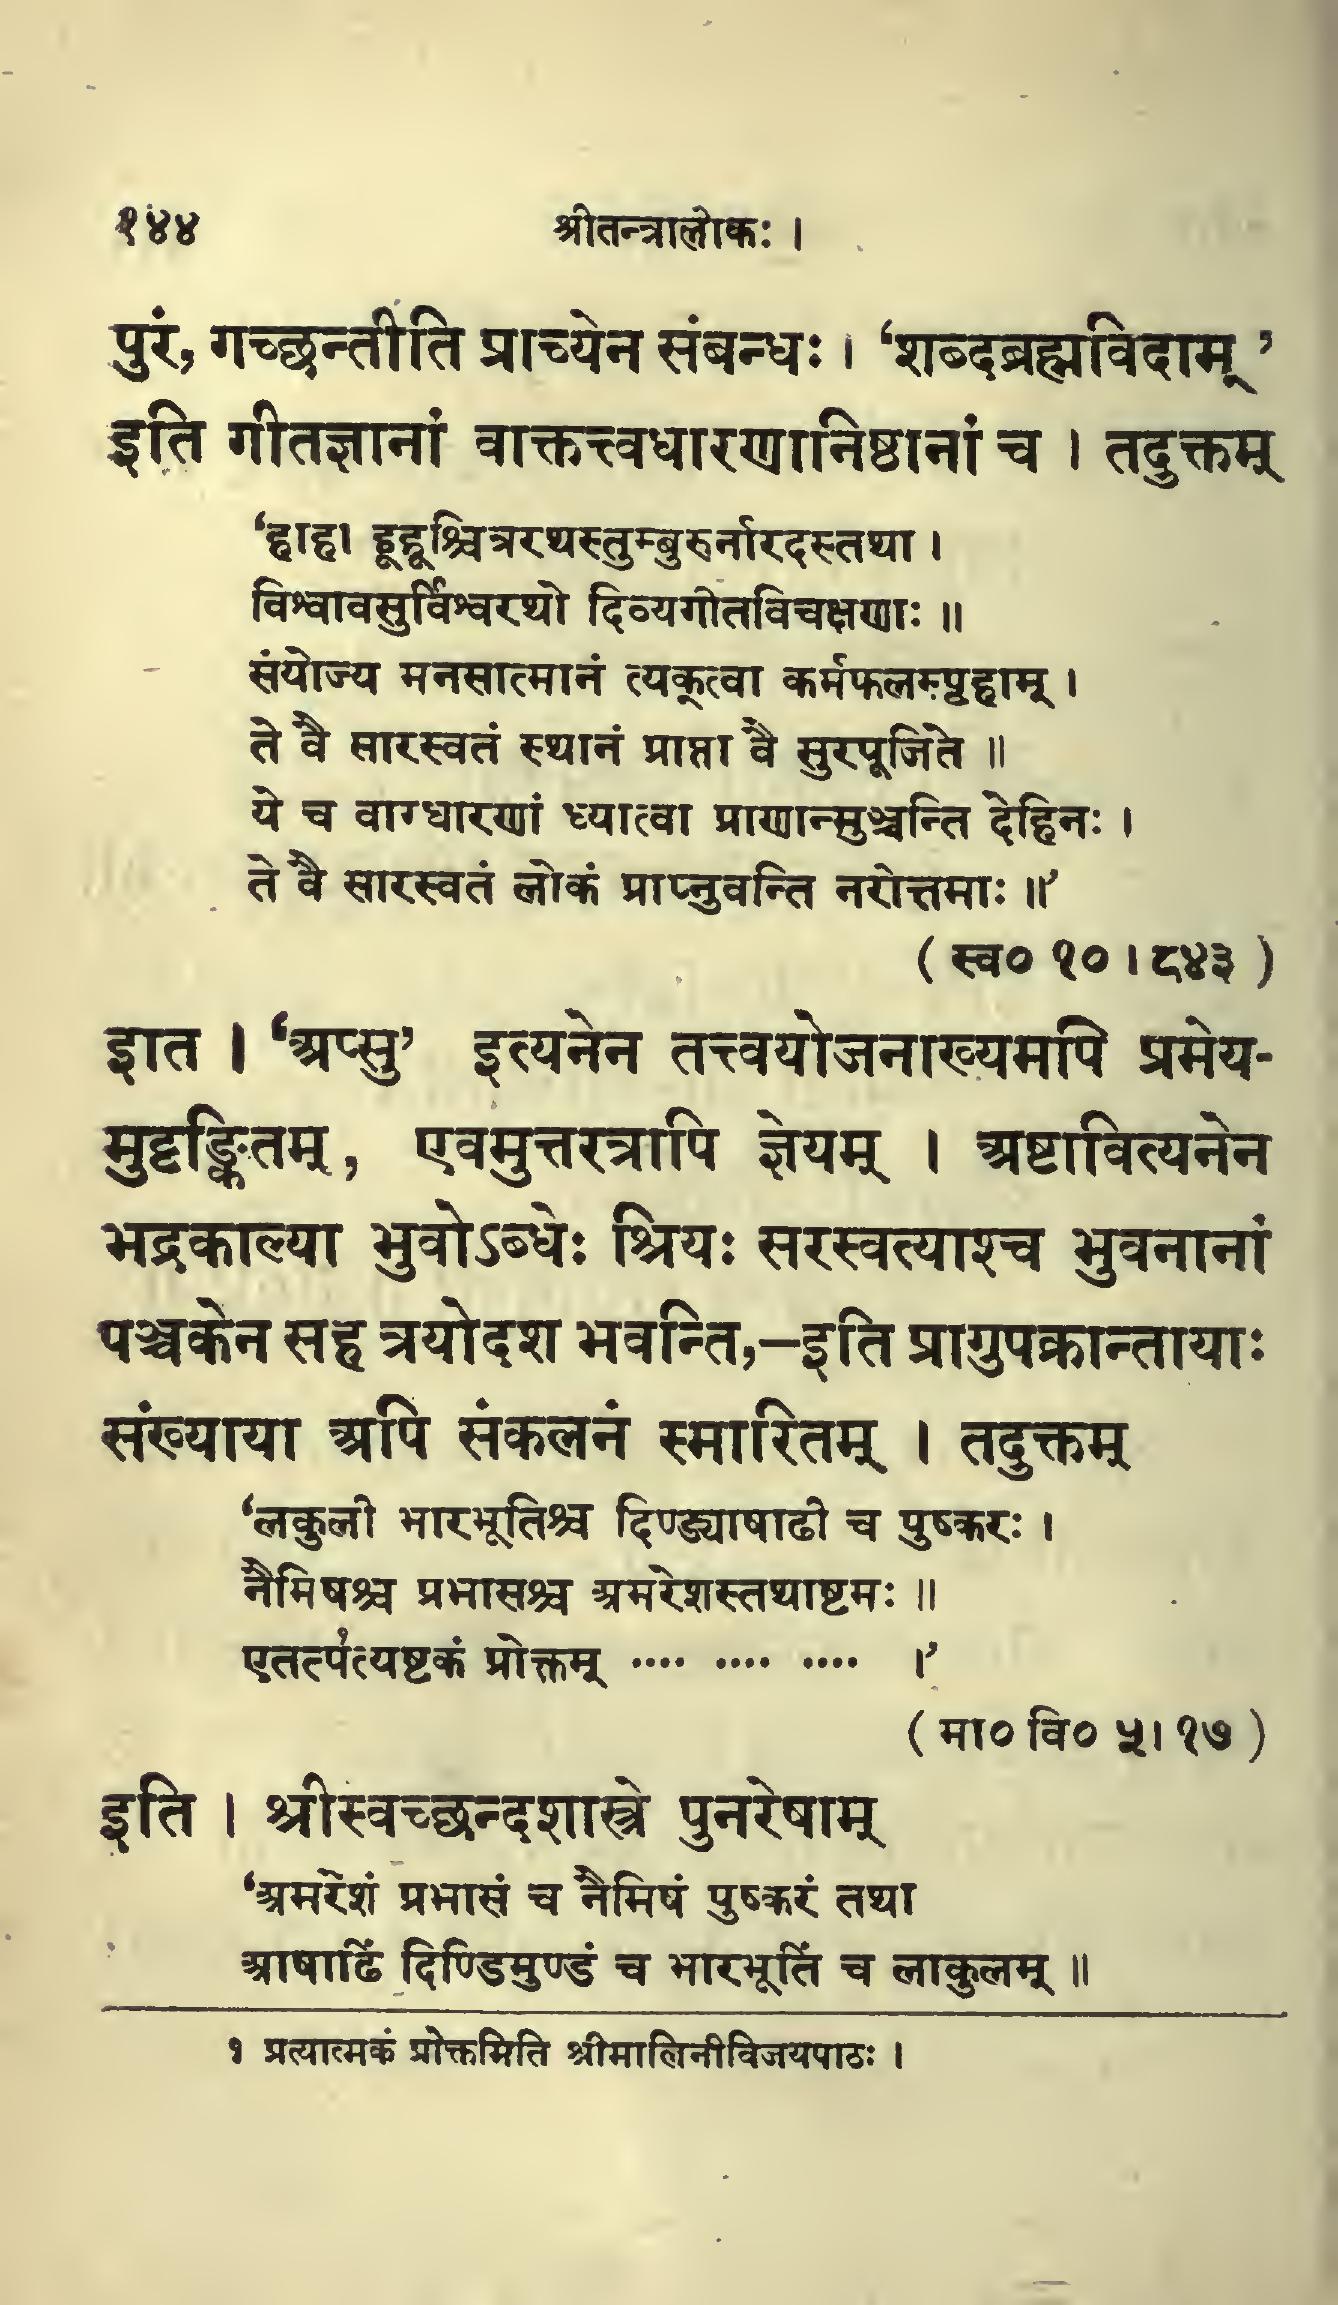 १४४ श्रीतन्त्रालोकः ।
पुरं, गच्छन्तीति प्राच्येन संबन्धः । ‘शब्दब्रह्मविदाम्’
इति गीतज्ञानां वाक्तत्त्वधारणानिष्ठानां च । तदुक्तम्
‘हाहा हूहूश्चित्ररथस्तुम्बुरुर्नारदस्तथा ।
विश्वावसुर्विश्वरथो दिव्यगीतविचक्षणाः ॥
संयोज्य मनसात्मानं त्यक्त्वा कर्मफलस्पृहाम् ।
ते वै सारस्वतं स्थानं प्राप्ता वै सुरपूजिते ॥
ये च वाग्धारणां ध्यात्वा प्राणान्मुञ्चन्ति देहिनः ।
ते वै सारस्वतं लोकं प्राप्नुवन्ति नरोत्तमाः ॥’
( स्व० १० । ८४३ )
इात । ‘अप्सु’ इत्यनेन तत्त्वयोजनाख्यमपि प्रमेय-
मुट्टङ्कितम्, एवमुत्तरत्रापि ज्ञेयम् । अष्टावित्यनेन
भद्रकाल्या भुवोऽब्धेः श्रियः सरस्वत्याश्च भुवनानां
पञ्चकेन सह त्रयोदश भवन्ति,–इति प्रागुपक्रान्तायाः
संख्याया अपि संकलनं स्मारितम् । तदुक्तम्
‘लकुली भारभूतिश्च दिण्ड्याषाढी च पुष्करः ।
नैमिषश्च प्रभासश्च अमरेशस्तथाष्टमः ॥
एतत्प१त्यष्टकं प्रोक्तम् .... .... .... ।’
( मा० वि० ५। १७ )
इति । श्रीस्वच्छन्दशास्त्रे पुनरेषाम्
‘अमरेशं प्रभासं च नैमिषं पुष्करं तथा
आषाढिं दिण्डिमुण्डं च भारभूतिं च लाकुलम् ॥
१ प्रत्यात्मकं प्रोक्तमिति श्रीमालिनीविजयपाठः ।